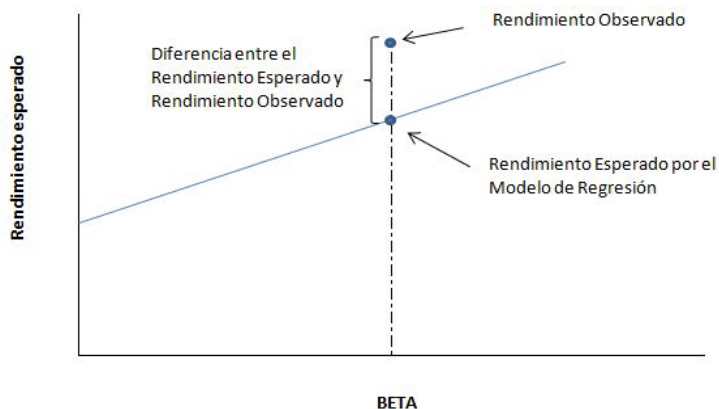 Rendimiento Observado
Diferencia entre el
Rendimiento Esperado y
Rendimiento Observado
Rendimiento esperado
Rendimiento Esperado por el
Modelo de Regresión
BETA